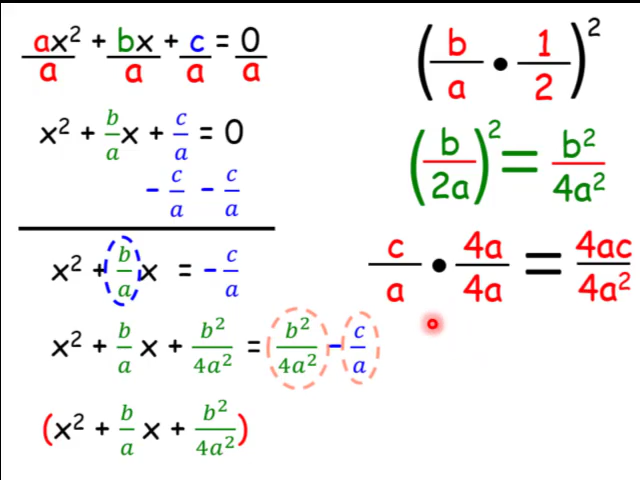 ax²/a + bx/a + c/a = 0/a
x² + b/a x + c/a = 0
- c/a - c/a
x² + b/a x = - c/a
x² + b/a x + b²/4a² = b²/4a² - c/a
(x² + b/a x + b²/4a²)
(b/a • 1/2)²
(b/2a)² = b²/4a²
c/a • 4a/4a = 4ac/4a²